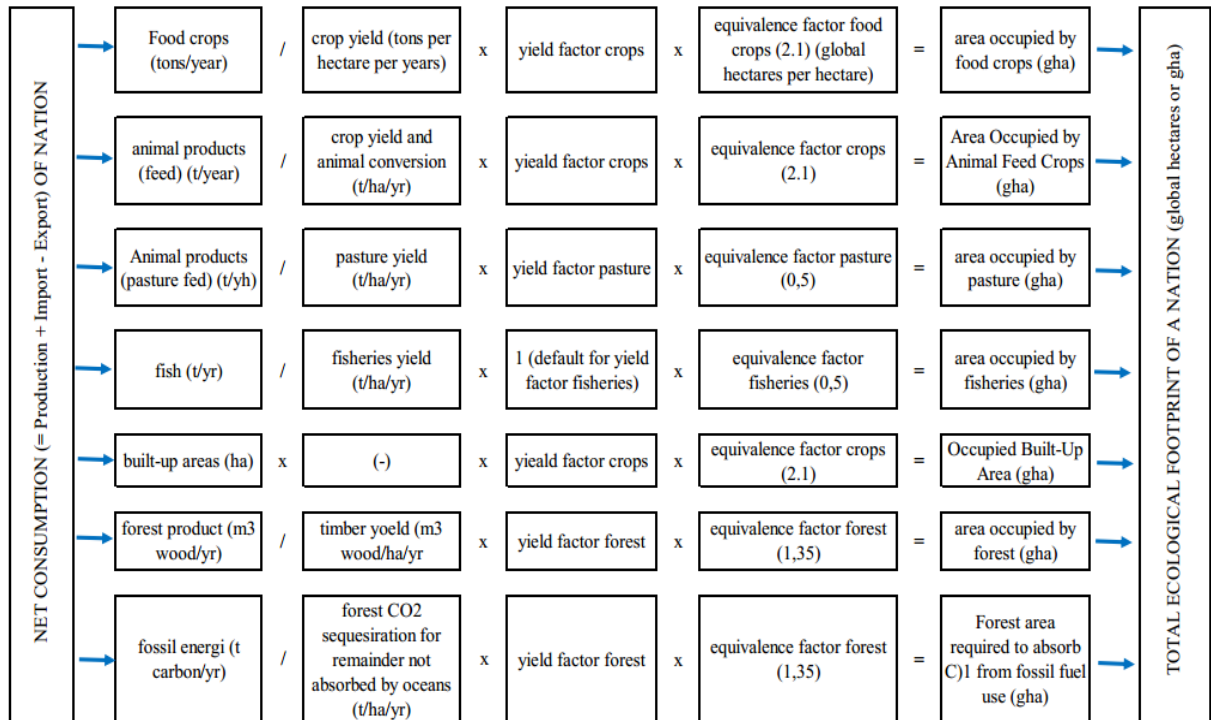 NET CONSUMPTION (= Production + Import - Export) OF NATION
Food crops
(tons/year)
/
crop yield (tons per
hectare per years)
x
yield factor crops
x
equivalence factor food
crops (2.1) (global
hectares per hectare)
=
area occupied by
food crops (gha)
animal products
(feed) (t/year)
/
crop yield and
animal conversion
(t/ha/yr)
x
yieald factor crops
x
equivalence factor crops
(2.1)
=
Area Occupied by
Animal Feed Crops
(gha)
Animal products
(pasture fed) (t/yh)
/
pasture yield
(t/ha/yr)
x
yield factor pasture
x
equivalence factor pasture
(0,5)
=
area occupied by
pasture (gha)
fish (t/yr)
/
fisheries yield
(t/ha/yr)
x
1 (default for yield
factor fisheries)
x
equivalence factor
fisheries (0,5)
=
area occupied by
fisheries (gha)
built-up areas (ha)
x
(-)
x
yieald factor crops
x
equivalence factor crops
(2.1)
=
Occupied Built-Up
Area (gha)
forest product (m3
wood/yr)
/
timber yoeld (m3
wood/ha/yr
x
yield factor forest
x
equivalence factor forest
(1,35)
=
area occupied by
forest (gha)
fossil energi (t
carbon/yr)
/
forest CO2
sequesiration for
remainder not
absorbed by oceans
(t/ha/yr)
x
yield factor forest
x
equivalence factor forest
(1,35)
=
Forest area
required to absorb
C)1 from fossil fuel
use (gha)
TOTAL ECOLOGICAL FOOTPRINT OF A NATION (global hectares or gha)